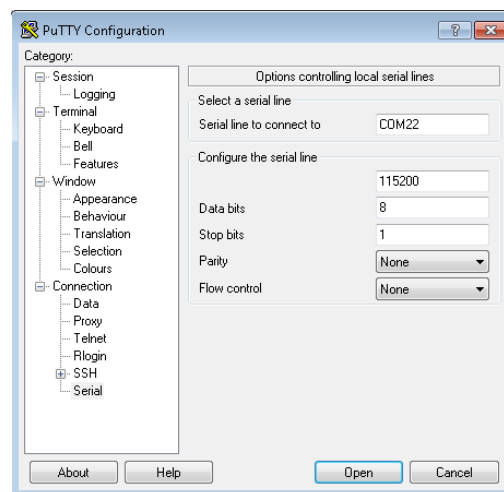 PuTTY Configuration
Category:
Session
Logging
Terminal
Keyboard
Bell
Features
Window
Appearance
Behaviour
Translation
Selection
Colours
Connection
Data
Proxy
Telnet
Rlogin
SSH
Serial
Options controlling local serial lines
Select a serial line
Serial line to connect to COM22
Configure the serial line
115200
Data bits 8
Stop bits 1
Parity None
Flow control None
About Help Open Cancel